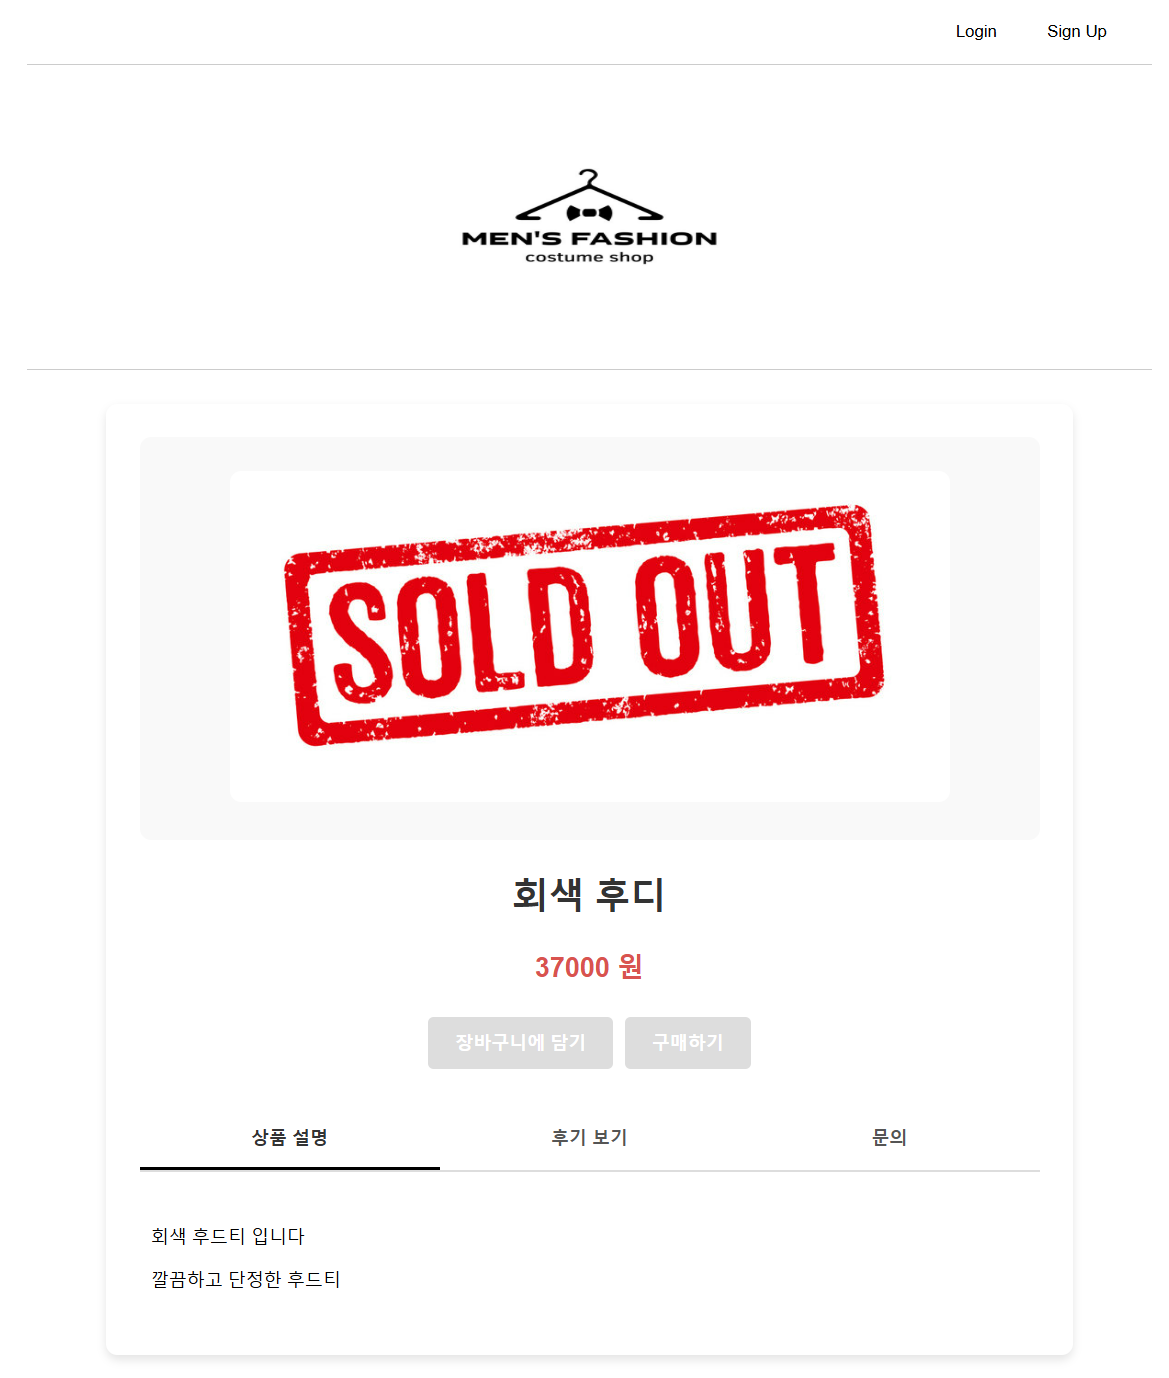 Login Sign Up
MEN'S FASHION
costume shop
SOLD OUT
회색 후디
37000 원
장바구니에 담기 구매하기
상품 설명 후기 보기 문의
회색 후드티 입니다
깔끔하고 단정한 후드티